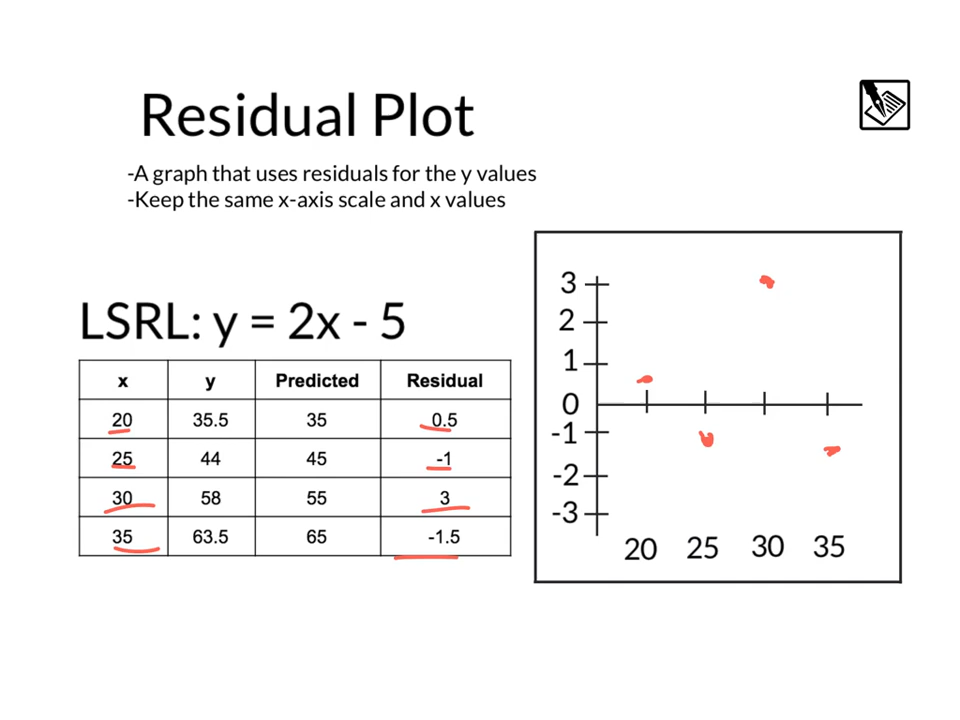 Residual Plot
-A graph that uses residuals for the y values
-Keep the same x-axis scale and x values
LSRL: y = 2x - 5
x y Predicted Residual
20 35.5 35 0.5
25 44 45 -1
30 58 55 3
35 63.5 65 -1.5
3
2
1
0
-1
-2
-3
20 25 30 35